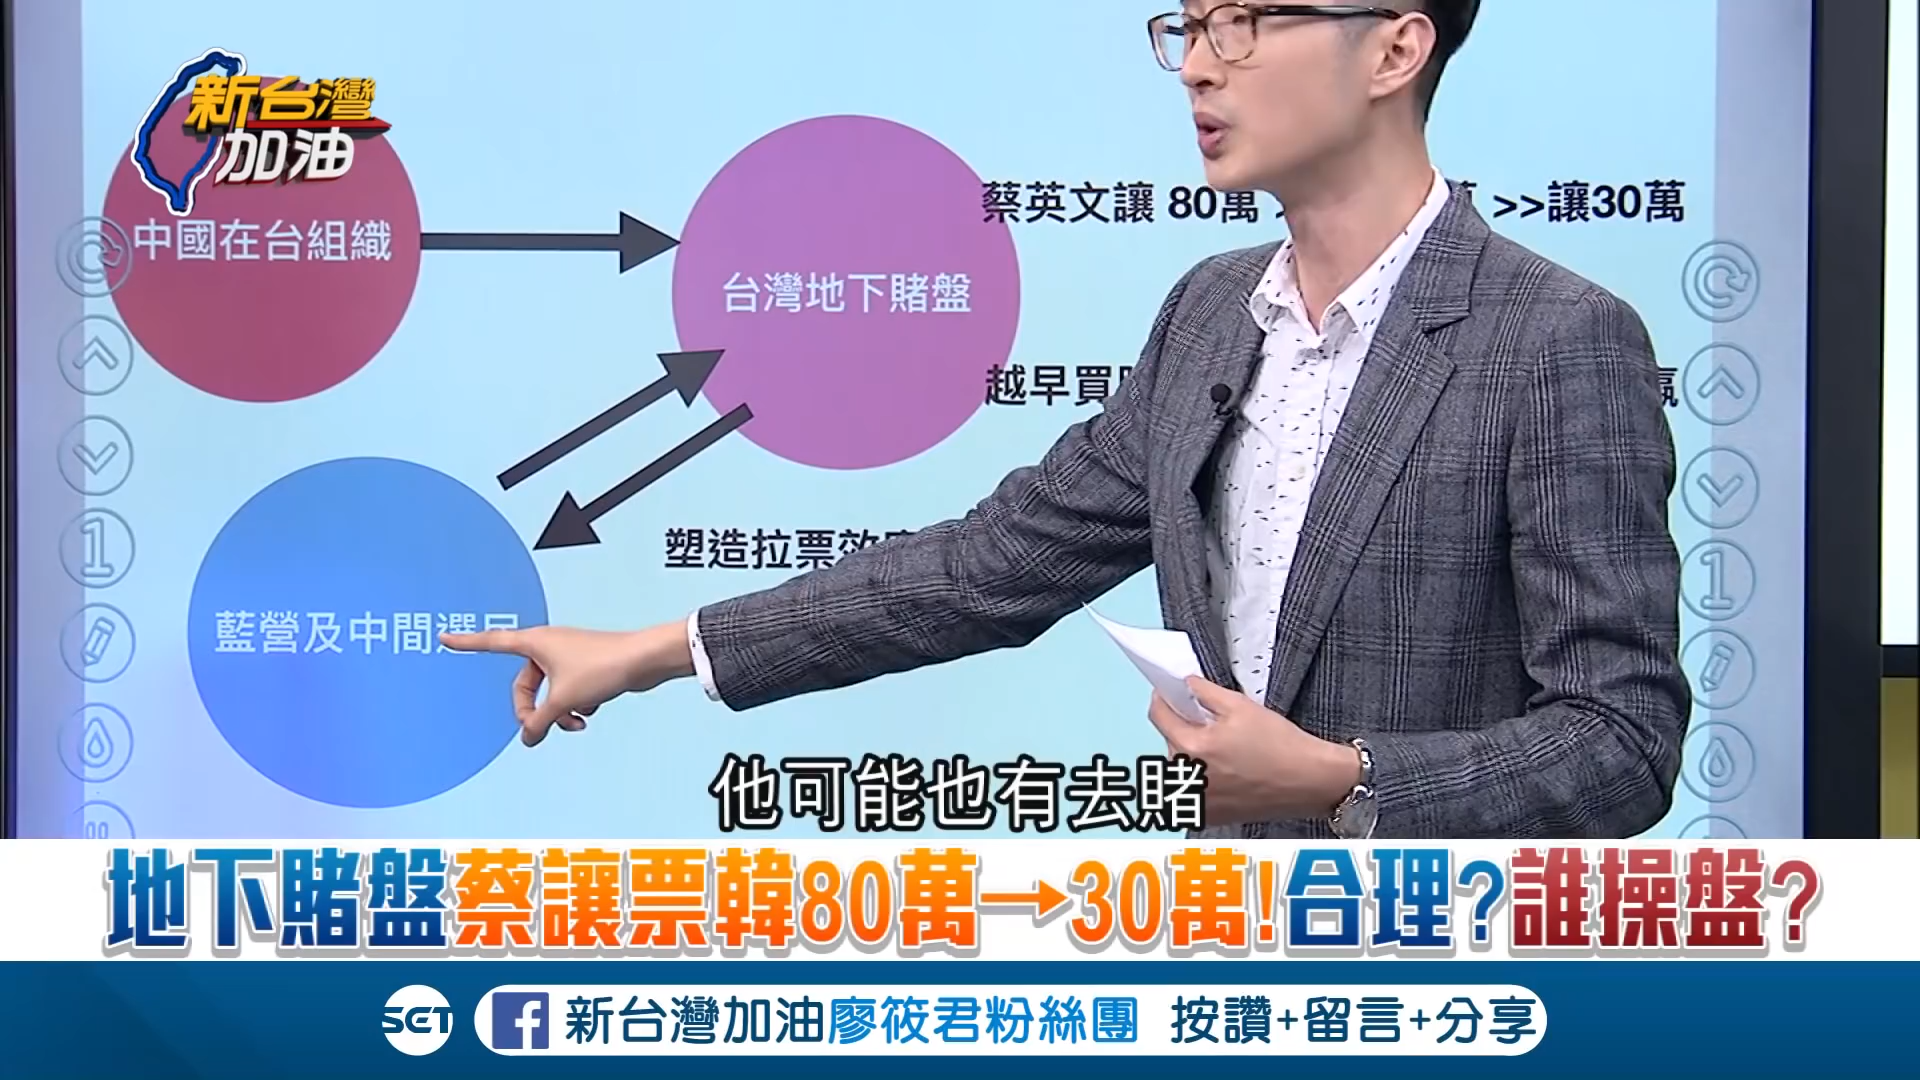 新台灣
加油
中國在台組織
台灣地下賭盤
蔡英文讓 80萬 >>讓30萬
越早買
塑造拉票效
藍營及中間選
他可能也有去賭
地下賭盤蔡讓票韓80萬→30萬!合理?誰操盤?
SET 新台灣加油廖筱君粉絲團 按讚+留言+分享
1
1